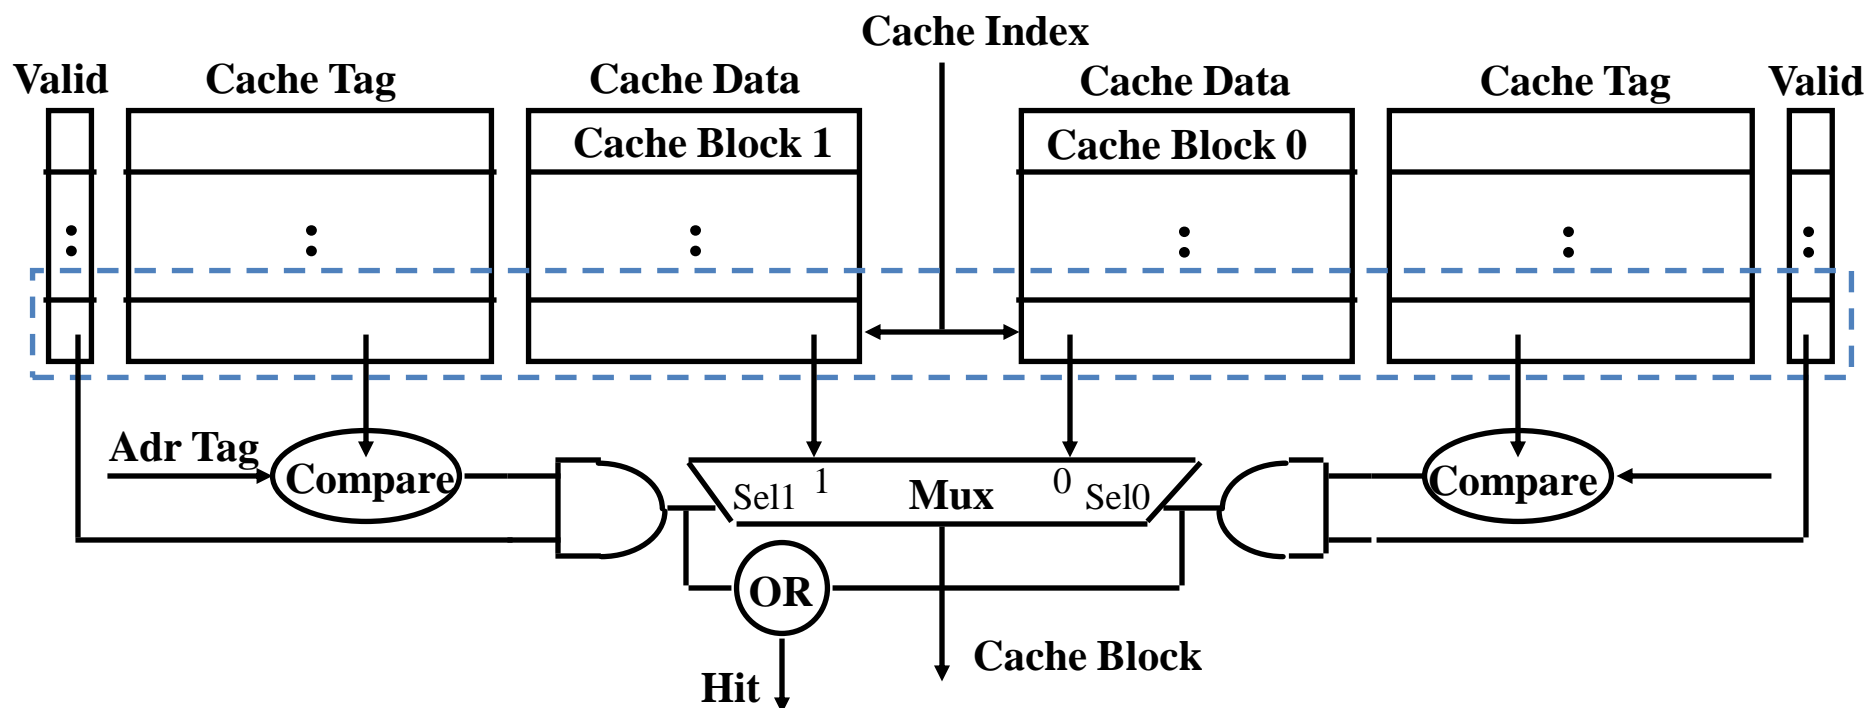 Cache Index
Valid Cache Tag Cache Data Cache Data Cache Tag Valid
Cache Block 1 Cache Block 0
Adr Tag Compare Sel1 1 Mux 0 Sel0 Compare
OR
Cache Block
Hit